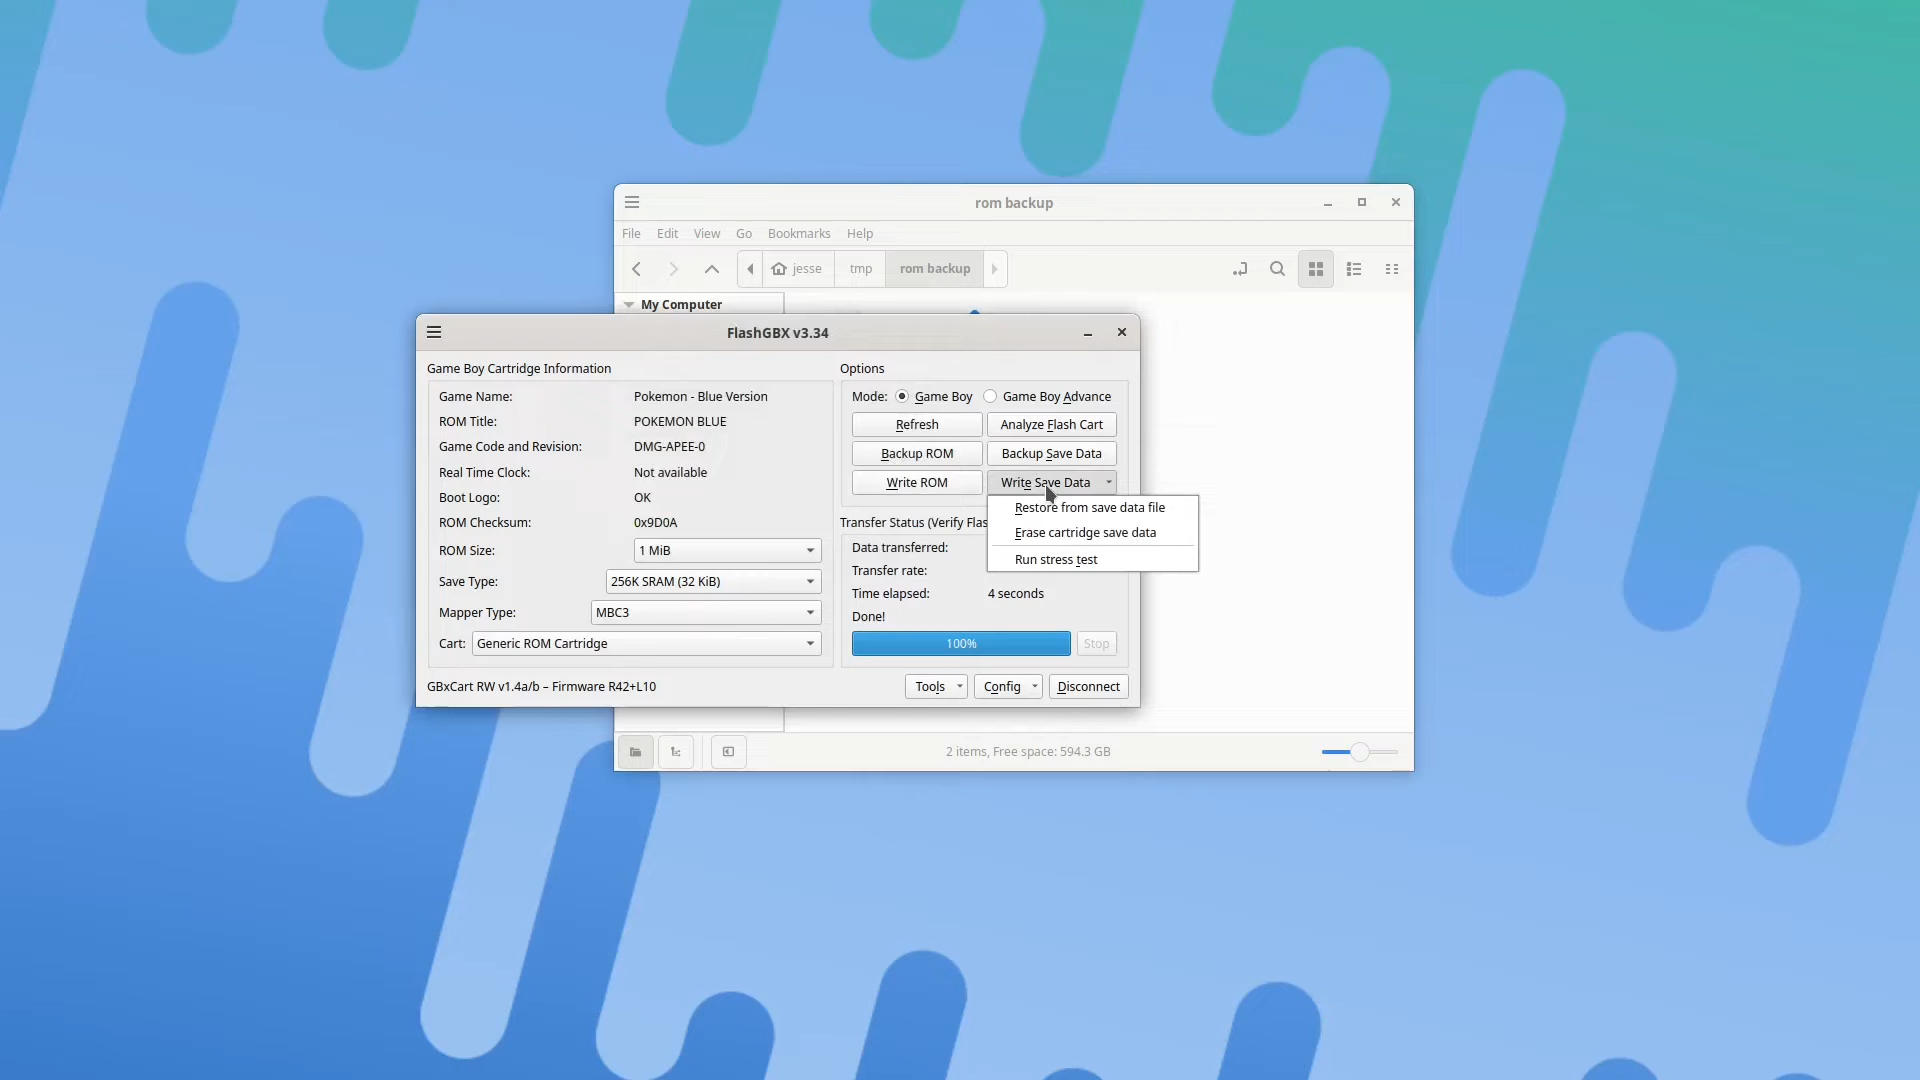 rom backup
File Edit View Go Bookmarks Help
jesse tmp rom backup
My Computer
FlashGBX v3.34
Game Boy Cartridge Information
Game Name: Pokemon - Blue Version
ROM Title: POKEMON BLUE
Game Code and Revision: DMG-APEE-0
Real Time Clock: Not available
Boot Logo: OK
ROM Checksum: 0x9D0A
ROM Size: 1 MiB
Save Type: 256K SRAM (32 KiB)
Mapper Type: MBC3
Cart: Generic ROM Cartridge
GBxCart RW v1.4a/b – Firmware R42+L10
Options
Mode: Game Boy Game Boy Advance
Refresh Analyze Flash Cart
Backup ROM Backup Save Data
Write ROM Write Save Data
Restore from save data file
Erase cartridge save data
Run stress test
Transfer Status (Verify Flas
Data transferred:
Transfer rate:
Time elapsed: 4 seconds
Done!
100% Stop
Tools Config Disconnect
2 items, Free space: 594.3 GB